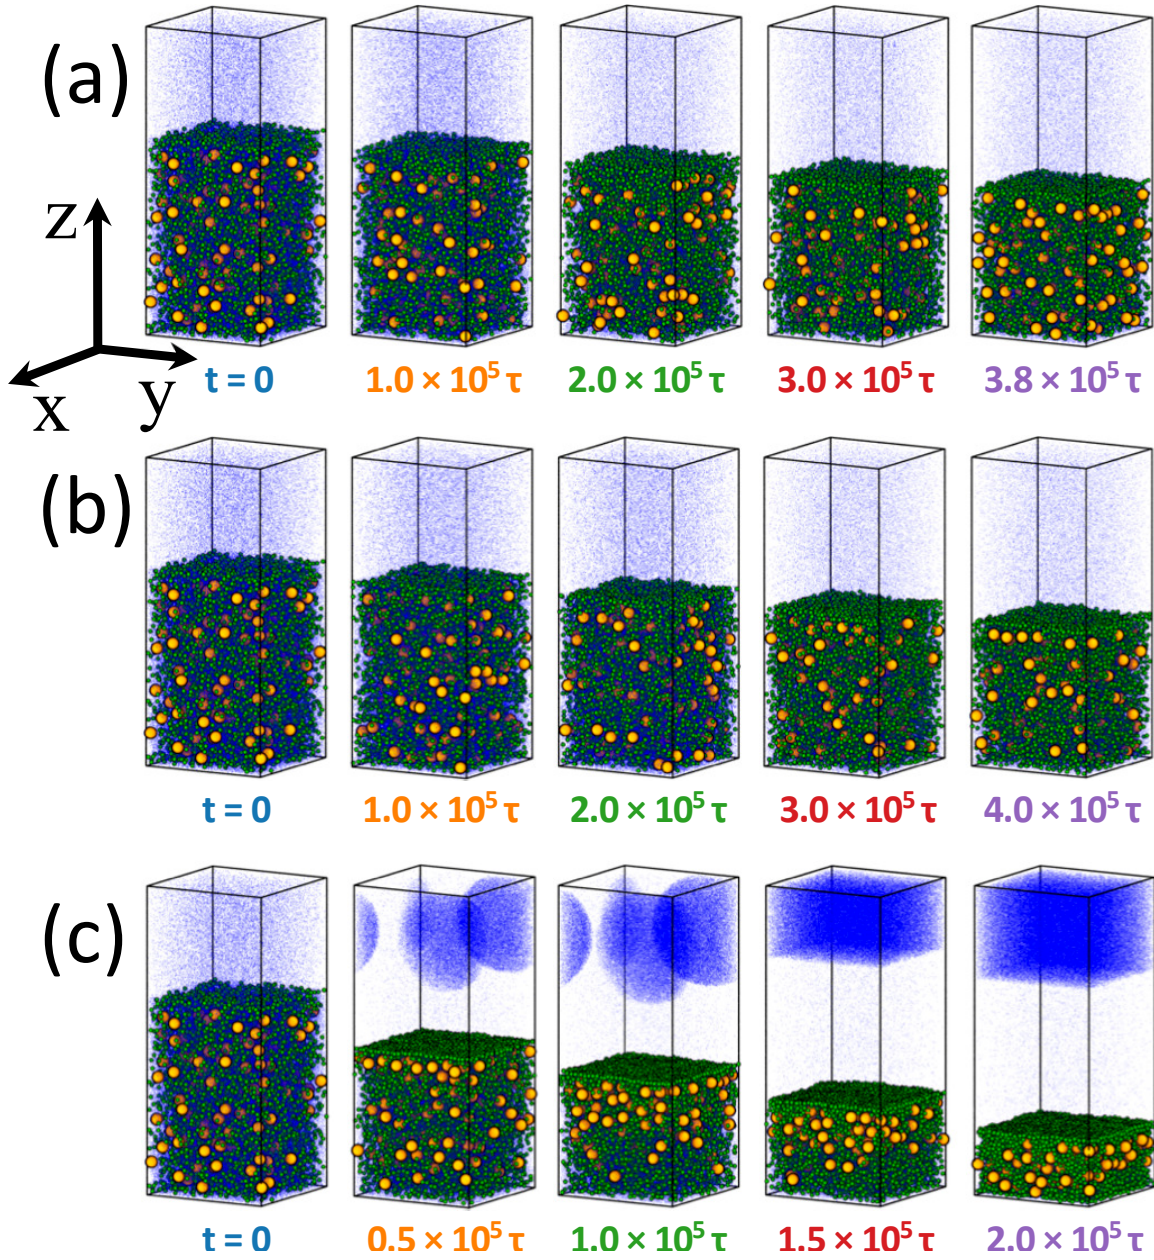 (a)
z
x
y
t = 0
1.0 × 10⁵ τ
2.0 × 10⁵ τ
3.0 × 10⁵ τ
3.8 × 10⁵ τ
(b)
t = 0
1.0 × 10⁵ τ
2.0 × 10⁵ τ
3.0 × 10⁵ τ
4.0 × 10⁵ τ
(c)
t = 0
0.5 × 10⁵ τ
1.0 × 10⁵ τ
1.5 × 10⁵ τ
2.0 × 10⁵ τ